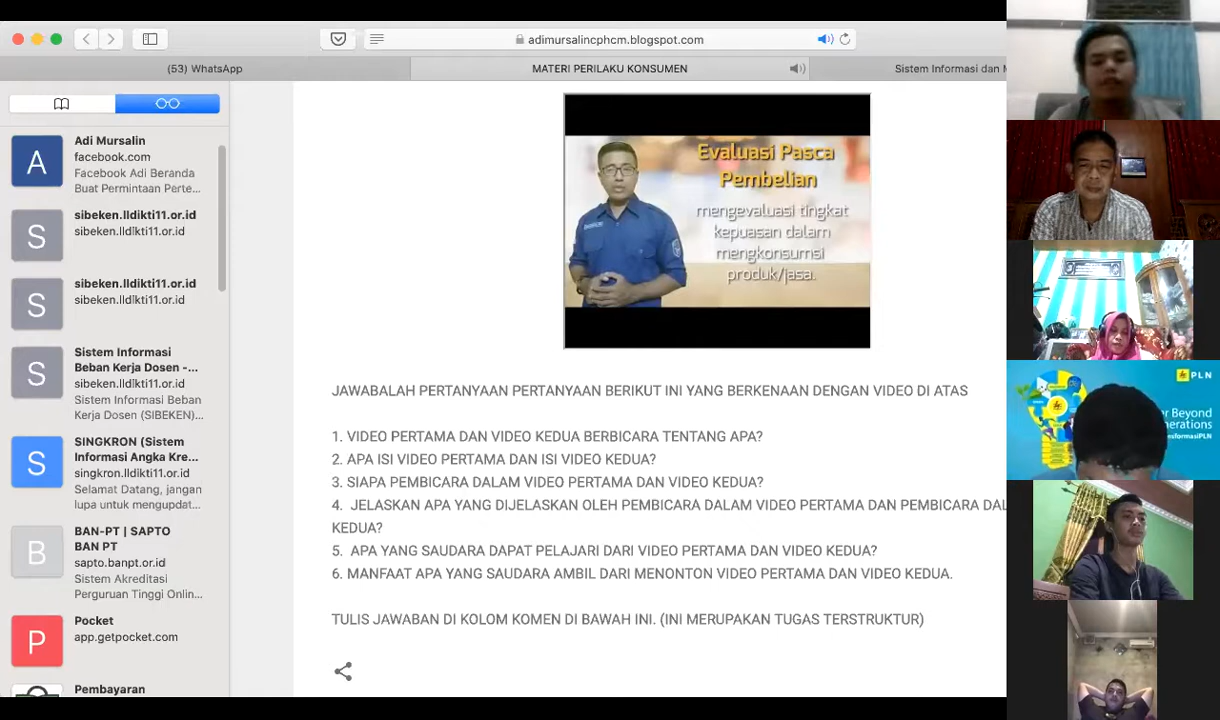 adimursalincphcm.blogspot.com
(53) WhatsApp
MATERI PERILAKU KONSUMEN
Sistem Informasi dan
Adi Mursalin
facebook.com
Facebook Adi Beranda
Buat Permintaan Perte...
S
sibeken.lldikti11.or.id
sibeken.lldikti11.or.id
S
sibeken.lldikti11.or.id
sibeken.lldikti11.or.id
S
Sistem Informasi
Beban Kerja Dosen -...
sibeken.lldikti11.or.id
Sistem Informasi Beban
Kerja Dosen (SIBEKEN)...
S
SINGKRON (Sistem
Informasi Angka Kre...
singkron.lldikti11.or.id
Selamat Datang, jangan
lupa untuk mengupdat...
B
BAN-PT | SAPTO
BAN PT
sapto.banpt.or.id
Sistem Akreditasi
Perguruan Tinggi Onlin...
P
Pocket
app.getpocket.com
Pembayaran
A
Evaluasi Pasca
Pembelian
mengevaluasi tingkat
kepuasan dalam
mengkonsumsi
produk/jasa.
JAWABALAH PERTANYAAN PERTANYAAN BERIKUT INI YANG BERKENAAN DENGAN VIDEO DI ATAS
1. VIDEO PERTAMA DAN VIDEO KEDUA BERBICARA TENTANG APA?
2. APA ISI VIDEO PERTAMA DAN ISI VIDEO KEDUA?
3. SIAPA PEMBICARA DALAM VIDEO PERTAMA DAN VIDEO KEDUA?
4. JELASKAN APA YANG DIJELASKAN OLEH PEMBICARA DALAM VIDEO PERTAMA DAN PEMBICARA DAL
KEDUA?
5. APA YANG SAUDARA DAPAT PELAJARI DARI VIDEO PERTAMA DAN VIDEO KEDUA?
6. MANFAAT APA YANG SAUDARA AMBIL DARI MENONTON VIDEO PERTAMA DAN VIDEO KEDUA.
TULIS JAWABAN DI KOLOM KOMEN DI BAWAH INI. (INI MERUPAKAN TUGAS TERSTRUKTUR)
PLN
Beyond